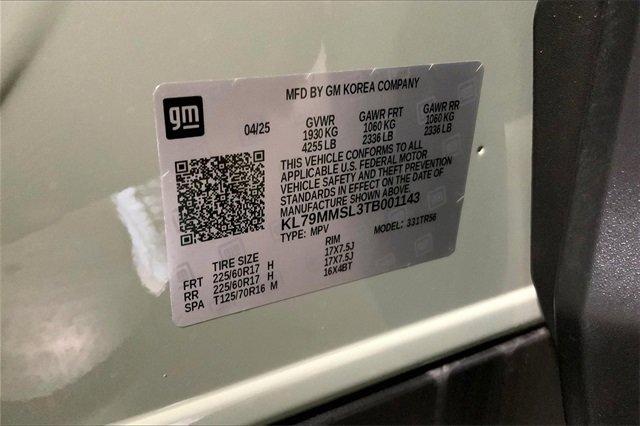 MFD BY GM KOREA COMPANY
gm
04/25
GVWR GAWR FRT GAWR RR
1930 KG 1060 KG 1060 KG
4255 LB 2336 LB 2336 LB
THIS VEHICLE CONFORMS TO ALL
APPLICABLE U.S. FEDERAL MOTOR
VEHICLE SAFETY AND THEFT PREVENTION
STANDARDS IN EFFECT ON THE DATE OF
MANUFACTURE SHOWN ABOVE.
KL79MMSL3TB001143
TYPE: MPV MODEL: 331TR56
TIRE SIZE RIM
FRT 225/60R17 H 17X7.5J
RR 225/60R17 H 17X7.5J
SPA T125/70R16 M 16X4BT